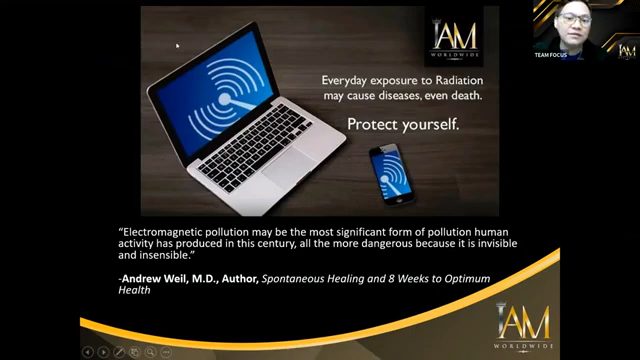 IAM
WORLDWIDE
Everyday exposure to Radiation
may cause diseases, even death.
Protect yourself.
TEAM FOCUS
IAM
WORLDWIDE
“Electromagnetic pollution may be the most significant form of pollution human
activity has produced in this century, all the more dangerous because it is invisible
and insensible.”
-Andrew Weil, M.D., Author, Spontaneous Healing and 8 Weeks to Optimum
Health
IAM
WORLDWIDE